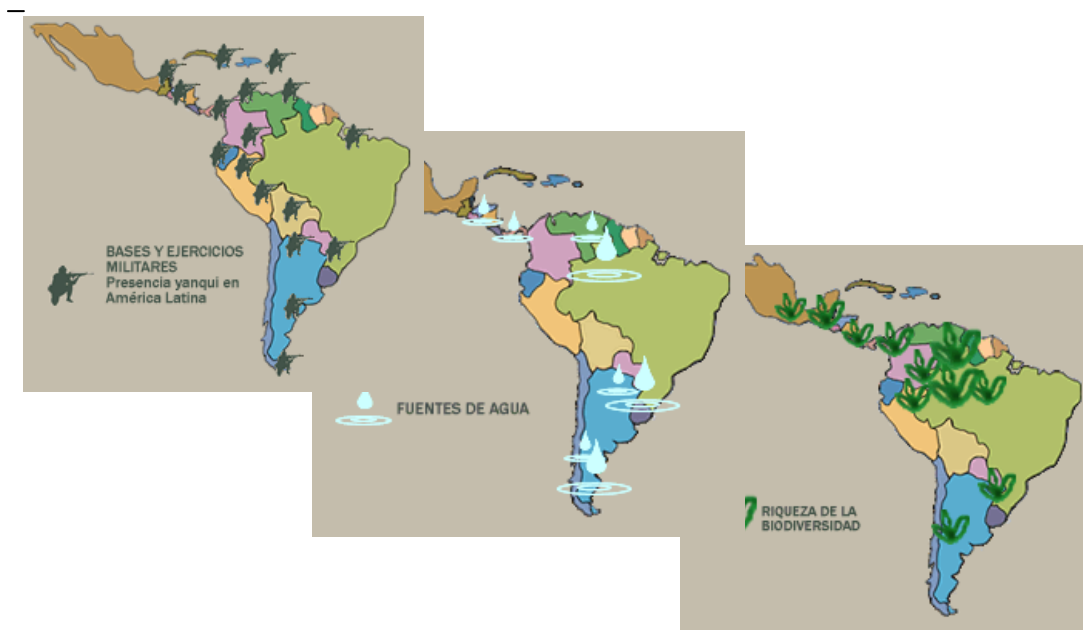 BASES Y EJERCICIOS
MILITARES
Presencia yanqui en
América Latina
FUENTES DE AGUA
RIQUEZA DE LA
BIODIVERSIDAD